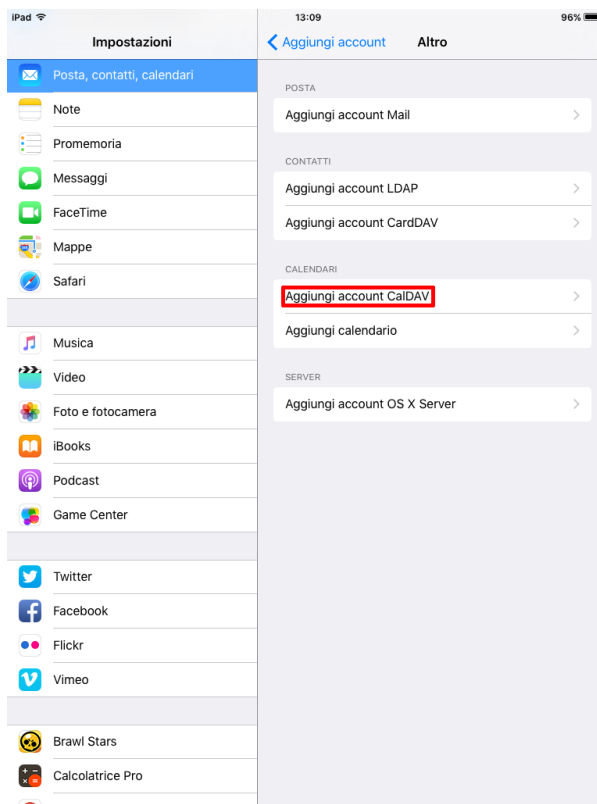 iPad 13:09 96%
Impostazioni
Aggiungi account Altro
Posta, contatti, calendari
Note
Promemoria
Messaggi
FaceTime
Mappe
Safari
Musica
Video
Foto e fotocamera
iBooks
Podcast
Game Center
Twitter
Facebook
Flickr
Vimeo
Brawl Stars
Calcolatrice Pro
POSTA
Aggiungi account Mail
CONTATTI
Aggiungi account LDAP
Aggiungi account CardDAV
CALENDARI
Aggiungi account CalDAV
Aggiungi calendario
SERVER
Aggiungi account OS X Server